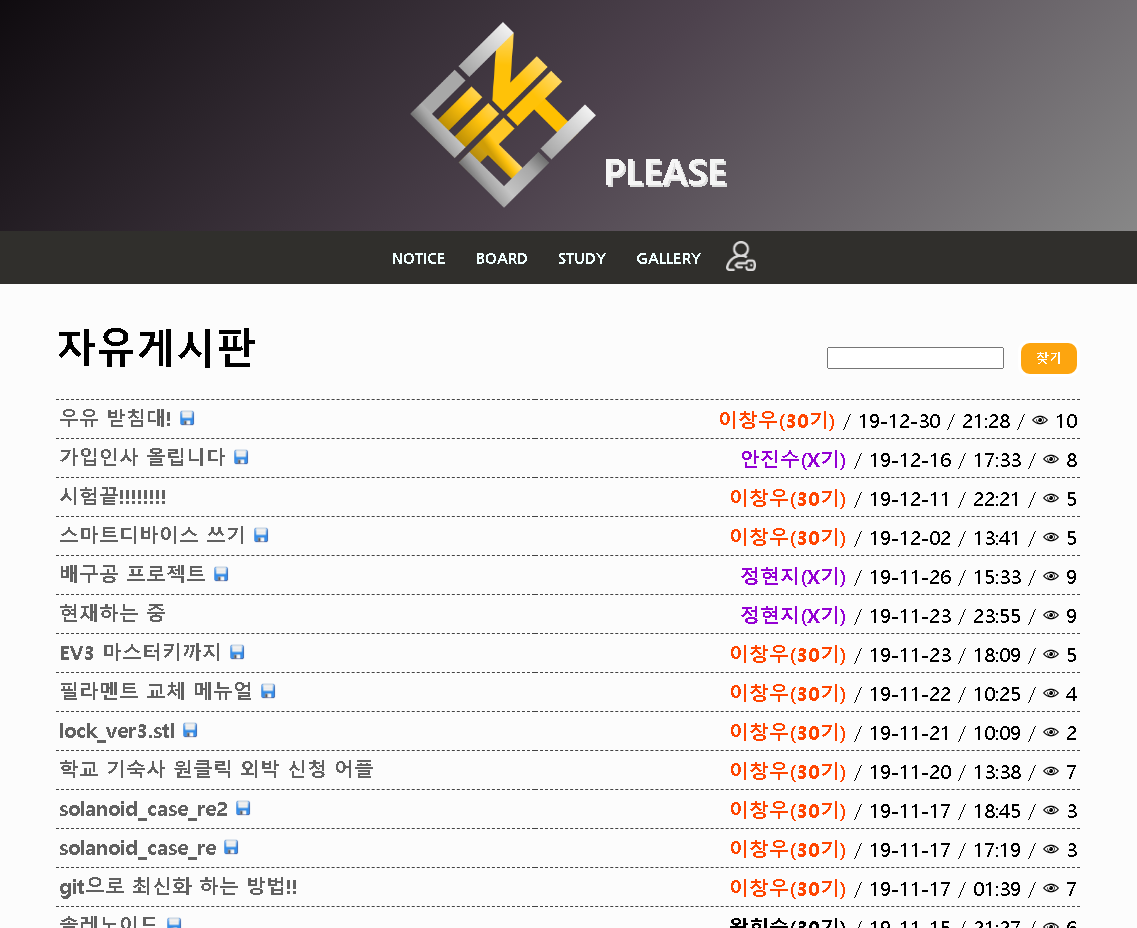 PLEASE
NOTICE BOARD STUDY GALLERY
자유게시판
찾기
우유 받침대! 이창우(30기) / 19-12-30 / 21:28 / 10
가입인사 올립니다 안진수(X기) / 19-12-16 / 17:33 / 8
시험끝!!!!!!!! 이창우(30기) / 19-12-11 / 22:21 / 5
스마트디바이스 쓰기 이창우(30기) / 19-12-02 / 13:41 / 5
배구공 프로젝트 정현지(X기) / 19-11-26 / 15:33 / 9
현재하는 중 정현지(X기) / 19-11-23 / 23:55 / 9
EV3 마스터키까지 이창우(30기) / 19-11-23 / 18:09 / 5
필라멘트 교체 메뉴얼 이창우(30기) / 19-11-22 / 10:25 / 4
lock_ver3.stl 이창우(30기) / 19-11-21 / 10:09 / 2
학교 기숙사 원클릭 외박 신청 어플 이창우(30기) / 19-11-20 / 13:38 / 7
solanoid_case_re2 이창우(30기) / 19-11-17 / 18:45 / 3
solanoid_case_re 이창우(30기) / 19-11-17 / 17:19 / 3
git으로 최신화 하는 방법!! 이창우(30기) / 19-11-17 / 01:39 / 7
솔레노이드 / 19-11-15 / 21:27 / 6